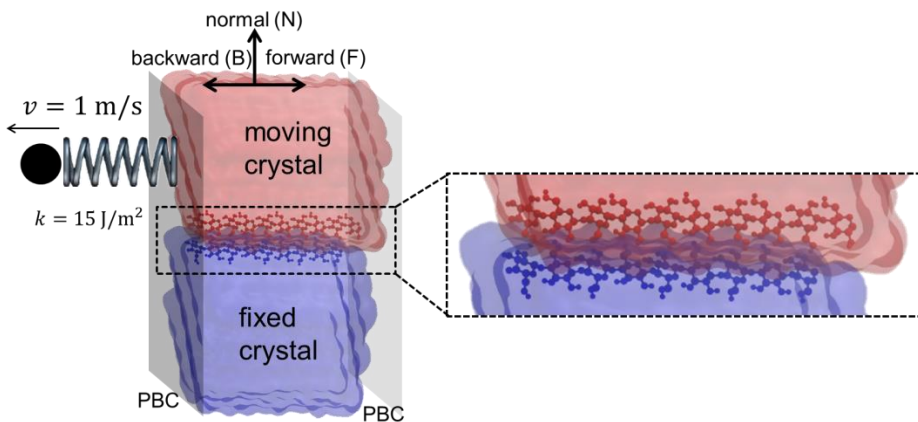 normal (N)
backward (B) forward (F)
v = 1 m/s
moving
crystal
k = 15 J/m²
fixed
crystal
PBC
PBC